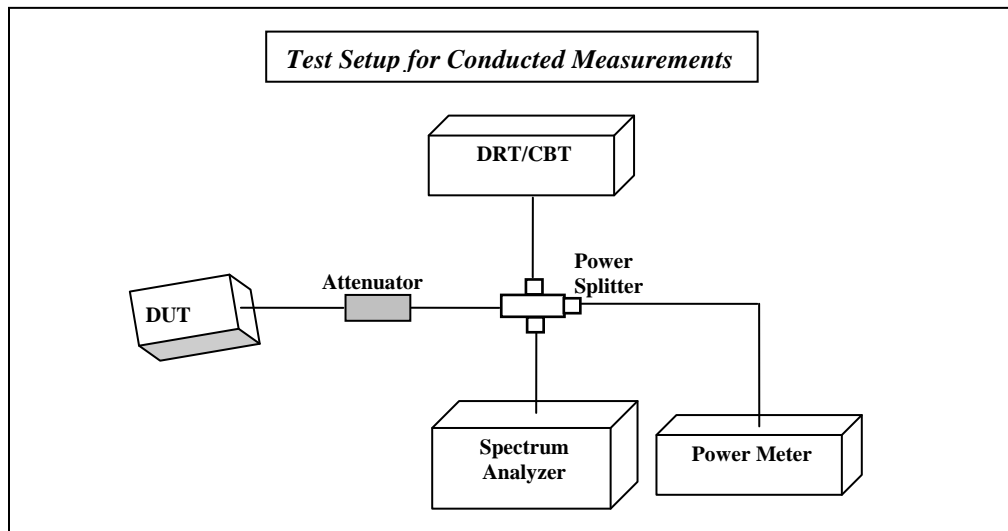 Test Setup for Conducted Measurements
DRT/CBT
Power
Splitter
Attenuator
DUT
Spectrum
Analyzer
Power Meter